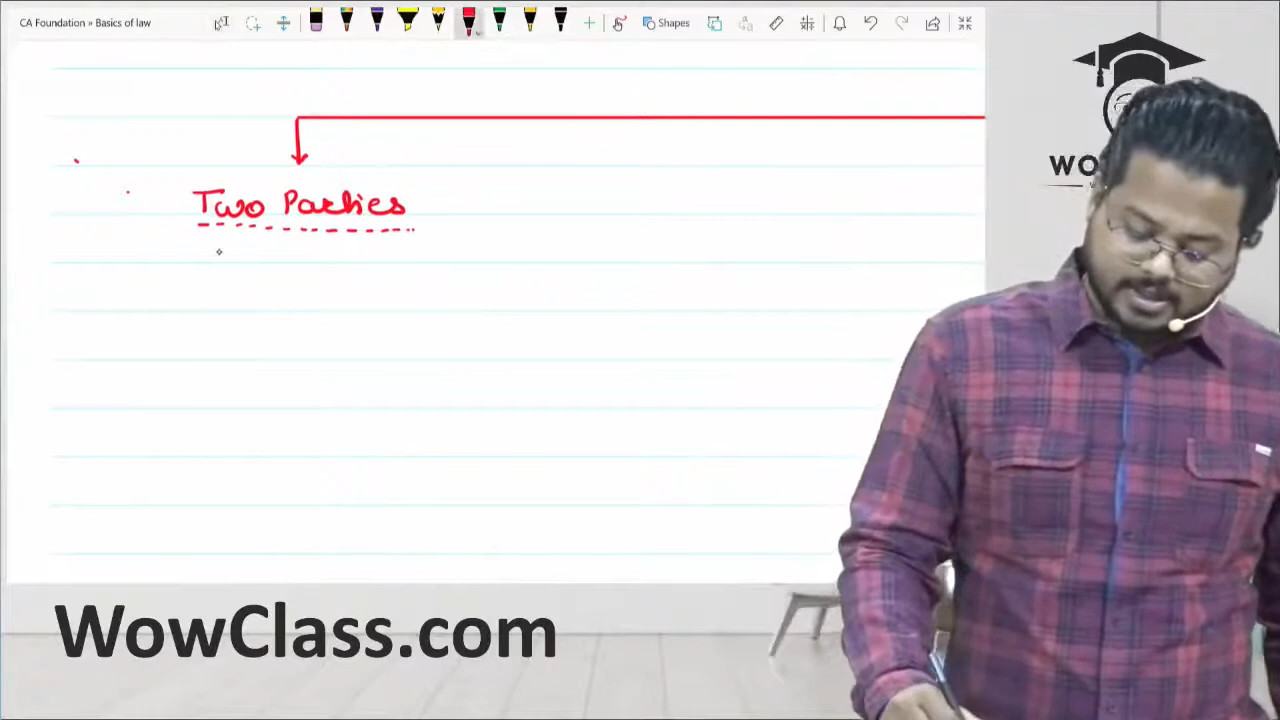 CA Foundation » Basics of law
Shapes
WO
Two Parties
WowClass.com